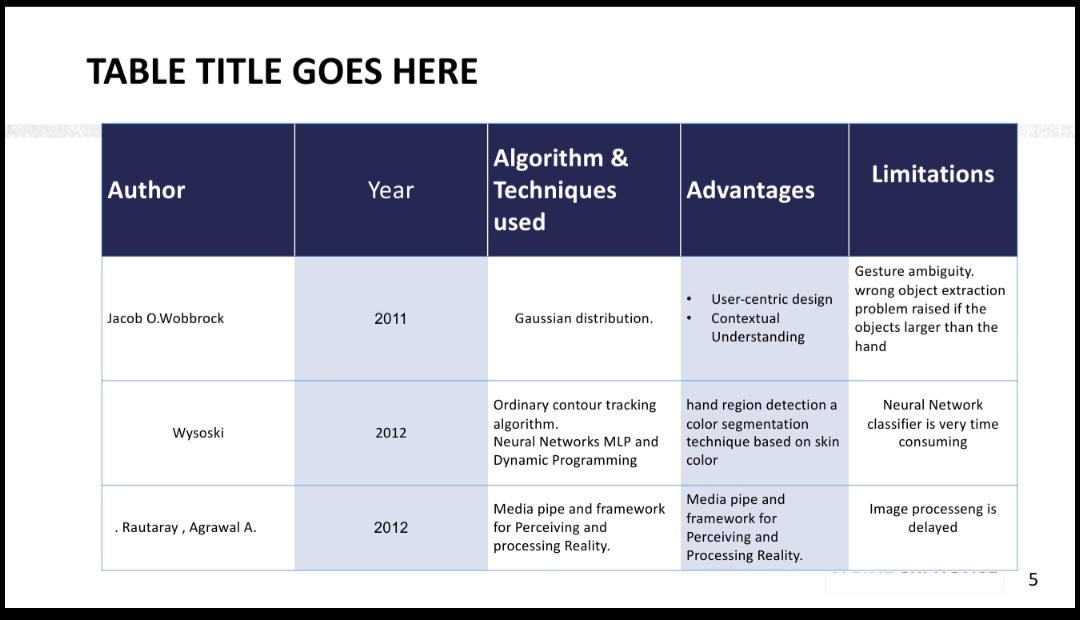 TABLE TITLE GOES HERE
Author
Year
Algorithm &
Techniques
used
Advantages
Limitations
Jacob O.Wobbrock
2011
Gaussian distribution.
• User-centric design
• Contextual
Understanding
Gesture ambiguity.
wrong object extraction
problem raised if the
objects larger than the
hand
Wysoski
2012
Ordinary contour tracking
algorithm.
Neural Networks MLP and
Dynamic Programming
hand region detection a
color segmentation
technique based on skin
color
Neural Network
classifier is very time
consuming
. Rautaray , Agrawal A.
2012
Media pipe and framework
for Perceiving and
processing Reality.
Media pipe and
framework for
Perceiving and
Processing Reality.
Image processeng is
delayed
5